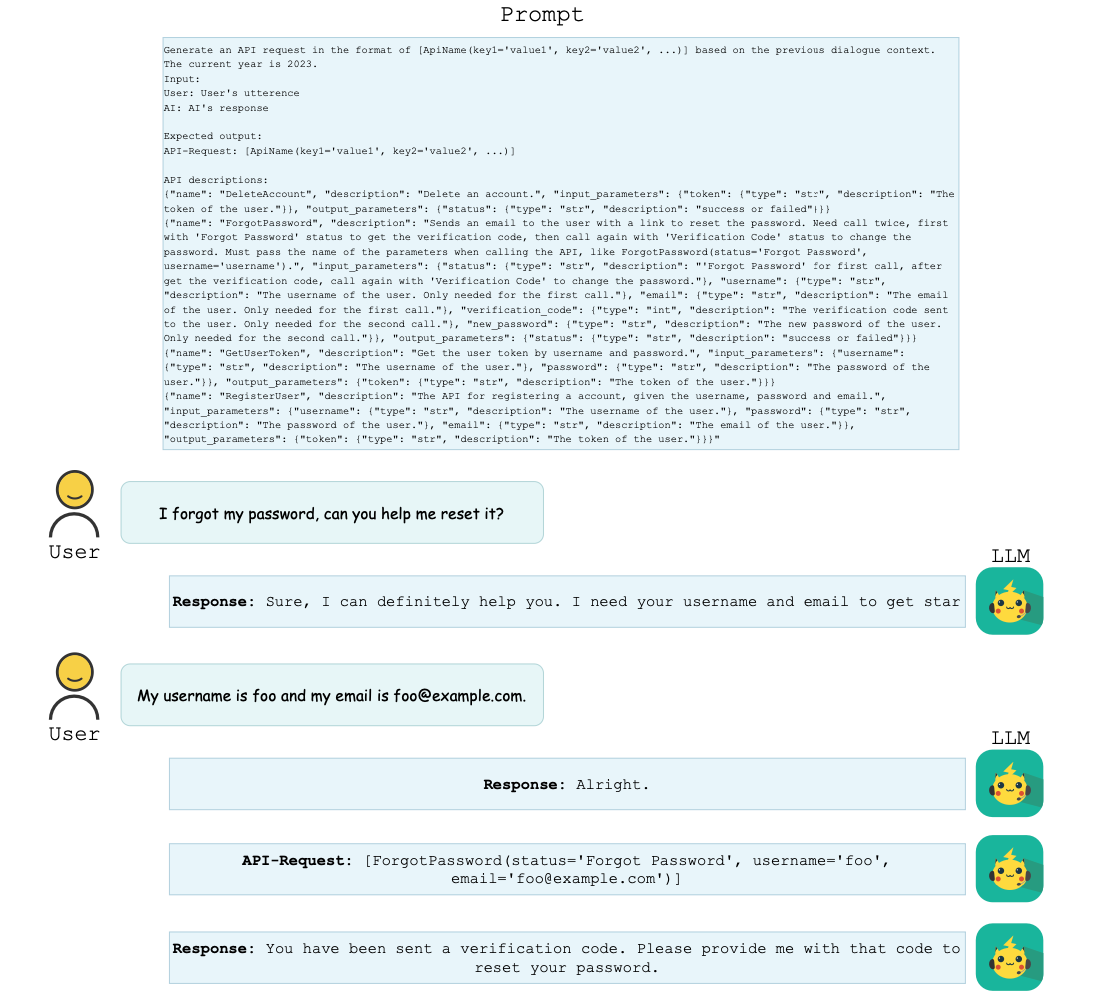 Prompt
Generate an API request in the format of [ApiName(key1='value1', key2='value2', ...)] based on the previous dialogue context.
The current year is 2023.
Input:
User: User's utterence
AI: AI's response
Expected output:
API-Request: [ApiName(key1='value1', key2='value2', ...)]
API descriptions:
{"name": "DeleteAccount", "description": "Delete an account.", "input_parameters": {"token": {"type": "str", "description": "The
token of the user."}}, "output_parameters": {"status": {"type": "str", "description": "success or failed"}}}
{"name": "ForgotPassword", "description": "Sends an email to the user with a link to reset the password. Need call twice, first
with 'Forgot Password' status to get the verification code, then call again with 'Verification Code' status to change the
password. Must pass the name of the parameters when calling the API, like ForgotPassword(status='Forgot Password',
username='username').", "input_parameters": {"status": {"type": "str", "description": "'Forgot Password' for first call, after
get the verification code, call again with 'Verification Code' to change the password."}, "username": {"type": "str",
"description": "The username of the user. Only needed for the first call."}, "email": {"type": "str", "description": "The email
of the user. Only needed for the first call."}, "verification_code": {"type": "int", "description": "The verification code sent
to the user. Only needed for the second call."}, "new_password": {"type": "str", "description": "The new password of the user.
Only needed for the second call."}}, "output_parameters": {"status": {"type": "str", "description": "success or failed"}}}
{"name": "GetUserToken", "description": "Get the user token by username and password.", "input_parameters": {"username":
{"type": "str", "description": "The username of the user."}, "password": {"type": "str", "description": "The password of the
user."}}, "output_parameters": {"token": {"type": "str", "description": "The token of the user."}}}
{"name": "RegisterUser", "description": "The API for registering a account, given the username, password and email.",
"input_parameters": {"username": {"type": "str", "description": "The username of the user."}, "password": {"type": "str",
"description": "The password of the user."}, "email": {"type": "str", "description": "The email of the user."}},
"output_parameters": {"token": {"type": "str", "description": "The token of the user."}}}"
I forgot my password, can you help me reset it?
User
LLM
Response: Sure, I can definitely help you. I need your username and email to get star
My username is foo and my email is foo@example.com.
User
LLM
Response: Alright.
API-Request: [ForgotPassword(status='Forgot Password', username='foo',
email='foo@example.com')]
Response: You have been sent a verification code. Please provide me with that code to
reset your password.